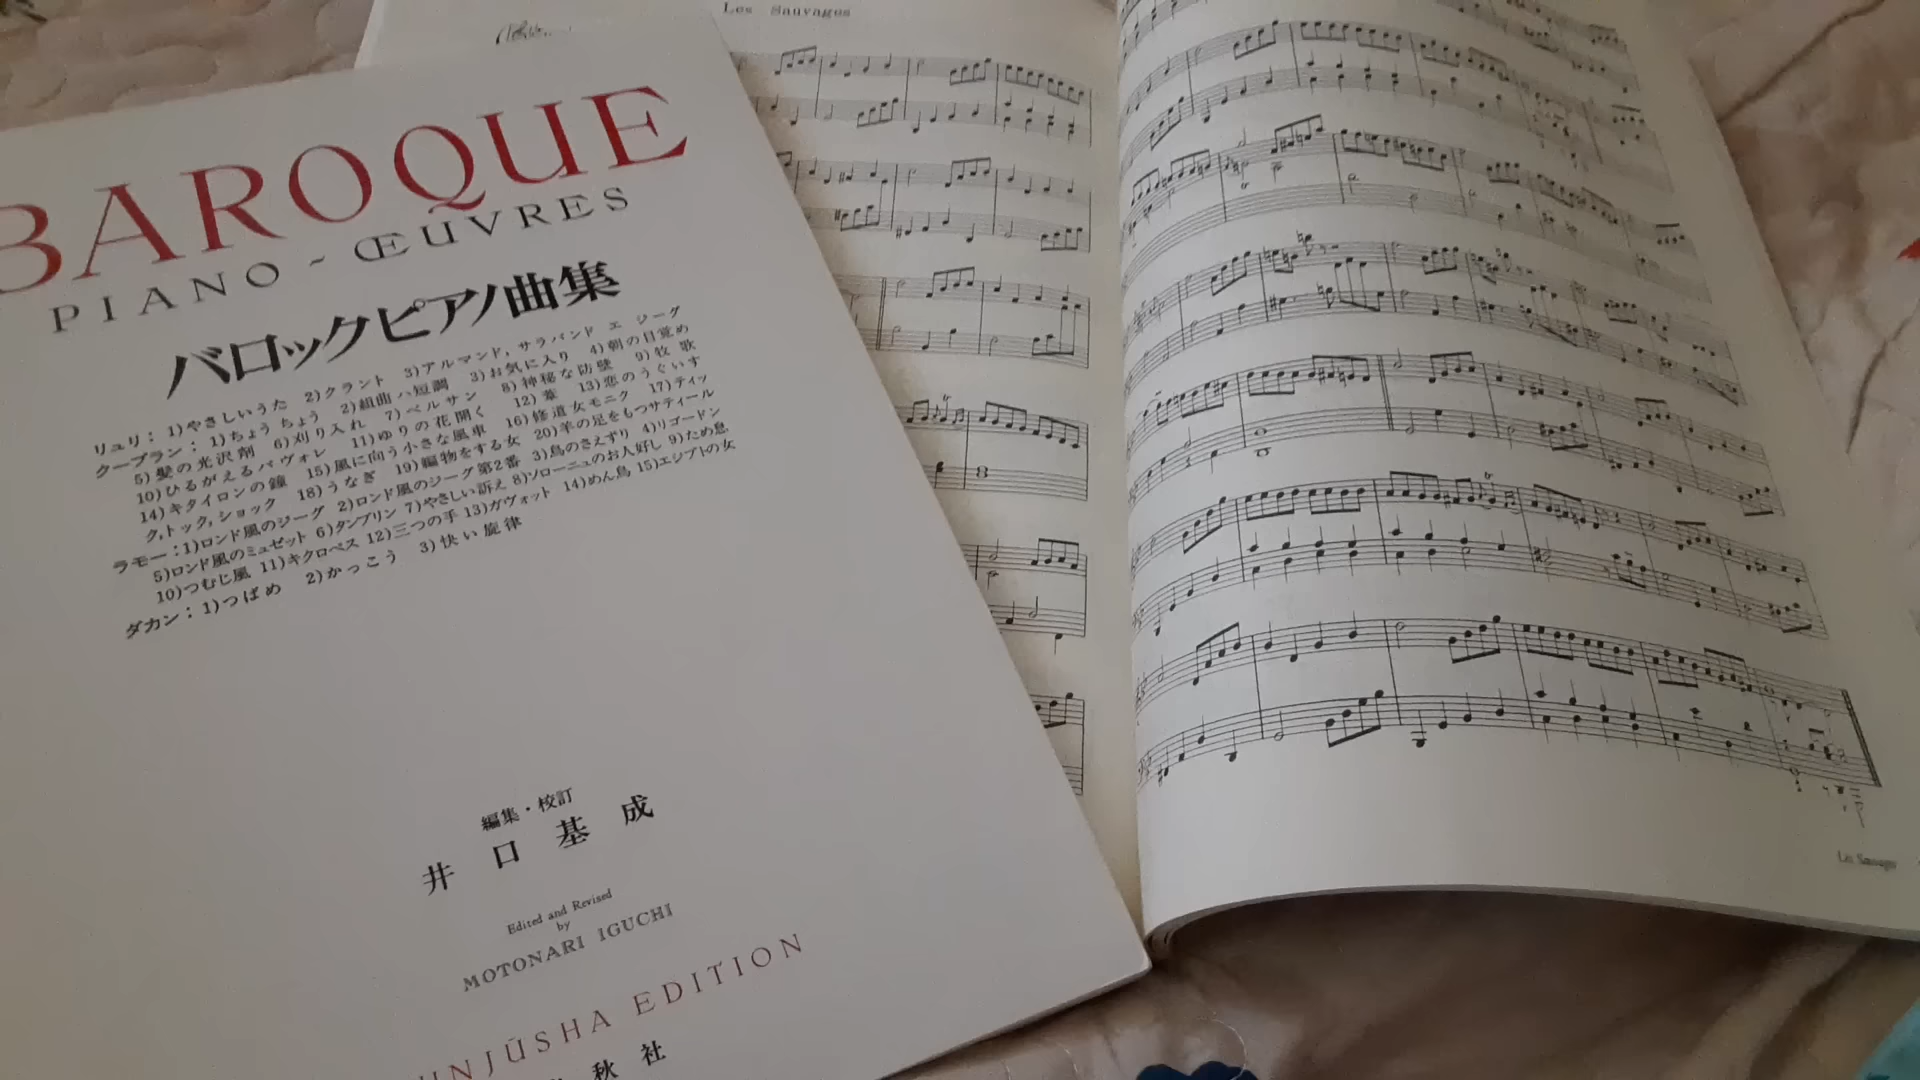 BAROQUE
PIANO - ŒUVRES
バロックピアノ曲集
リュリ：1)やさしいうた 2)クラント 3)アルマンド, サラバンド エ ジーグ
クープラン：1)ちょうちょう 2)組曲ハ短調 3)お気に入り 4)朝の目覚め
5)髪の光沢剤 6)刈り入れ 7)ベルサン 8)神秘な防壁 9)牧歌
10)ひるがえるバヴォレ 11)ゆりの花開く 12)葦 13)恋のうぐいす
14)キタイロンの鐘 15)風に向う小さな風車 16)修道女モニク 17)ティッ
ク,トック,ショック 18)うなぎ 19)編物をする女 20)羊の足をもつサティール
ラモー：1)ロンド風のジーグ 2)ロンド風のジーグ第2番 3)鳥のさえずり 4)リゴードン
5)ロンド風のミュゼット 6)タンブリン 7)やさしい訴え 8)ソローニュのお人好し 9)ため息
10)つむじ風 11)キクロペス 12)三つの手 13)ガヴォット 14)めん鳥 15)エジプトの女
ダカン：1)つばめ 2)かっこう 3)快い旋律
編集・校訂
井口基成
Edited and Revised
by
MOTONARI IGUCHI
NJŪSHA EDITION
秋社
Les Sauvages
Les Sauvages